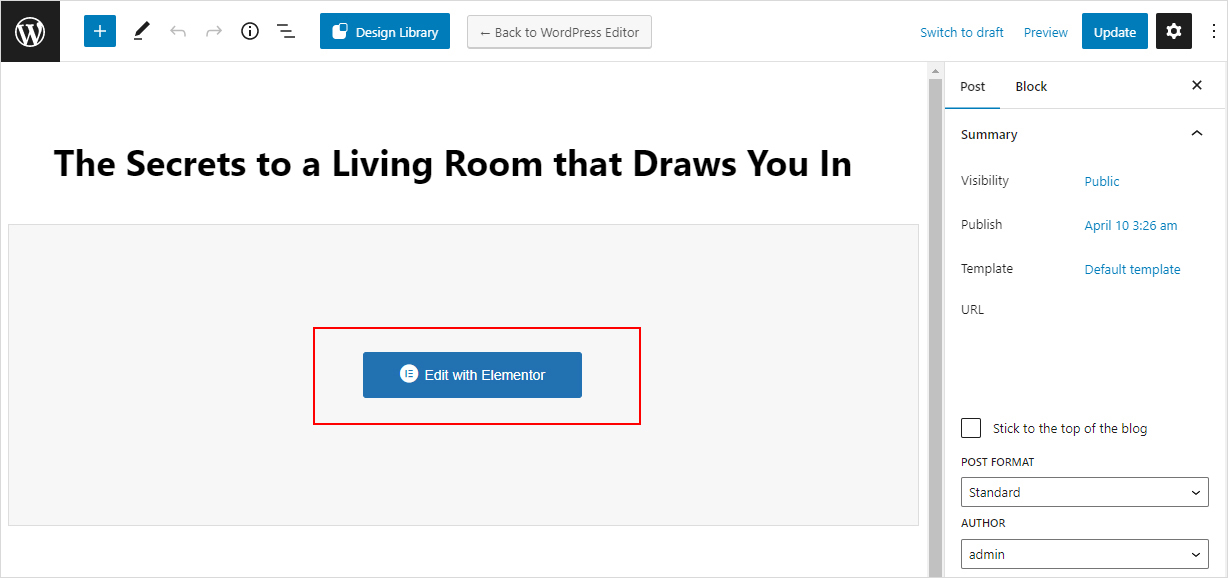 Design Library
← Back to WordPress Editor
Switch to draft
Preview
Update
Post
Block
The Secrets to a Living Room that Draws You In
Edit with Elementor
Summary
Visibility
Public
Publish
April 10 3:26 am
Template
Default template
URL
Stick to the top of the blog
POST FORMAT
Standard
AUTHOR
admin